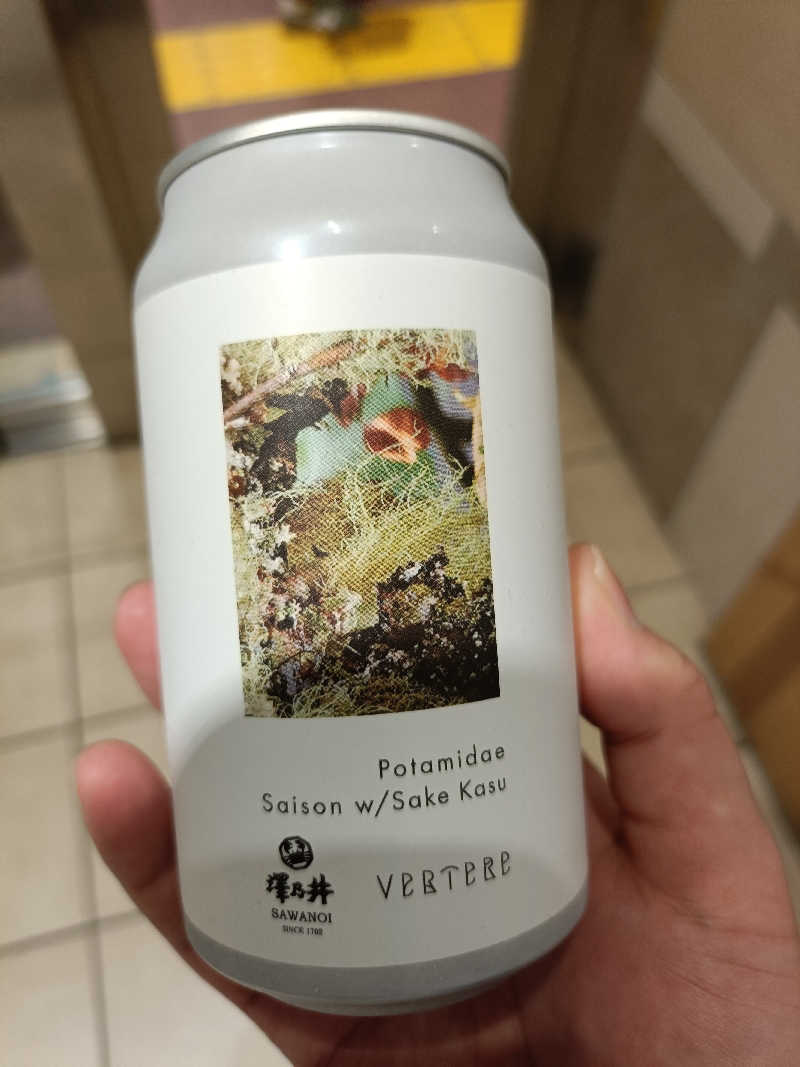 Potamidae
Saison w/Sake Kasu
澤乃井
VERTERE
SAWANOI
SINCE 1702